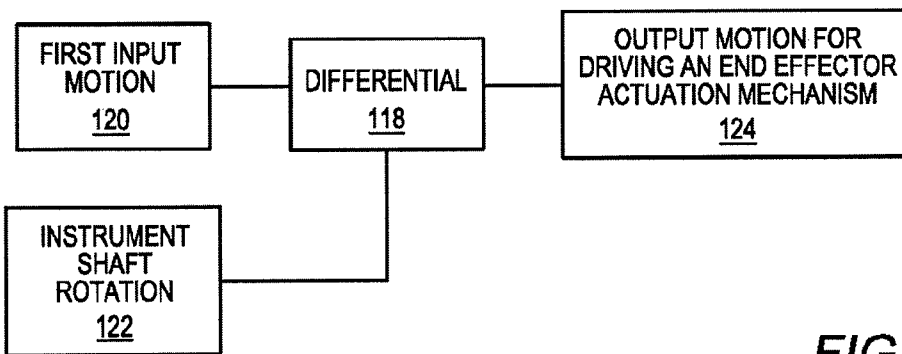 FIRST INPUT
MOTION
120
DIFFERENTIAL
118
OUTPUT MOTION FOR
DRIVING AN END EFFECTOR
ACTUATION MECHANISM
124
INSTRUMENT
SHAFT
ROTATION
122
FIG